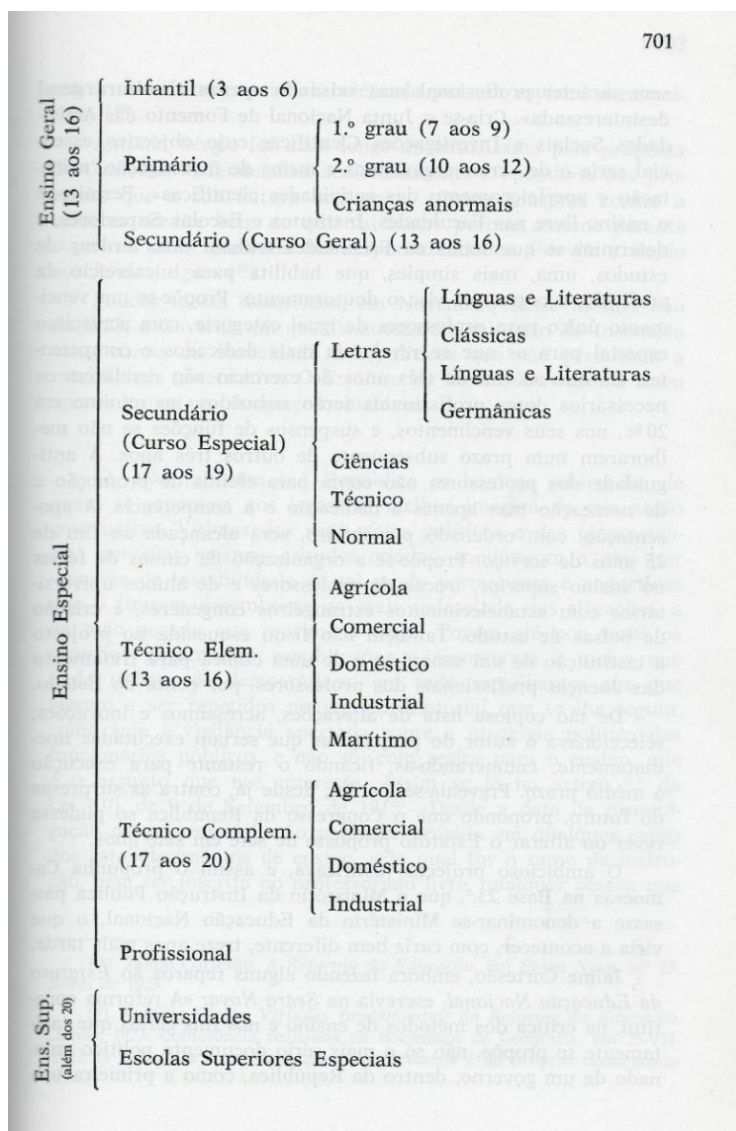 701
Ensino Geral
(13 aos 16)
Infantil (3 aos 6)
Primário
1.º grau (7 aos 9)
2.º grau (10 aos 12)
Crianças anormais
Secundário (Curso Geral) (13 aos 16)
Ensino Especial
Secundário
(Curso Especial)
(17 aos 19)
Letras
Línguas e Literaturas
Clássicas
Línguas e Literaturas
Germânicas
Ciências
Técnico
Normal
Técnico Elem.
(13 aos 16)
Agrícola
Comercial
Doméstico
Industrial
Marítimo
Técnico Complem.
(17 aos 20)
Agrícola
Comercial
Doméstico
Industrial
Profissional
Ens. Sup.
(além dos 20)
Universidades
Escolas Superiores Especiais